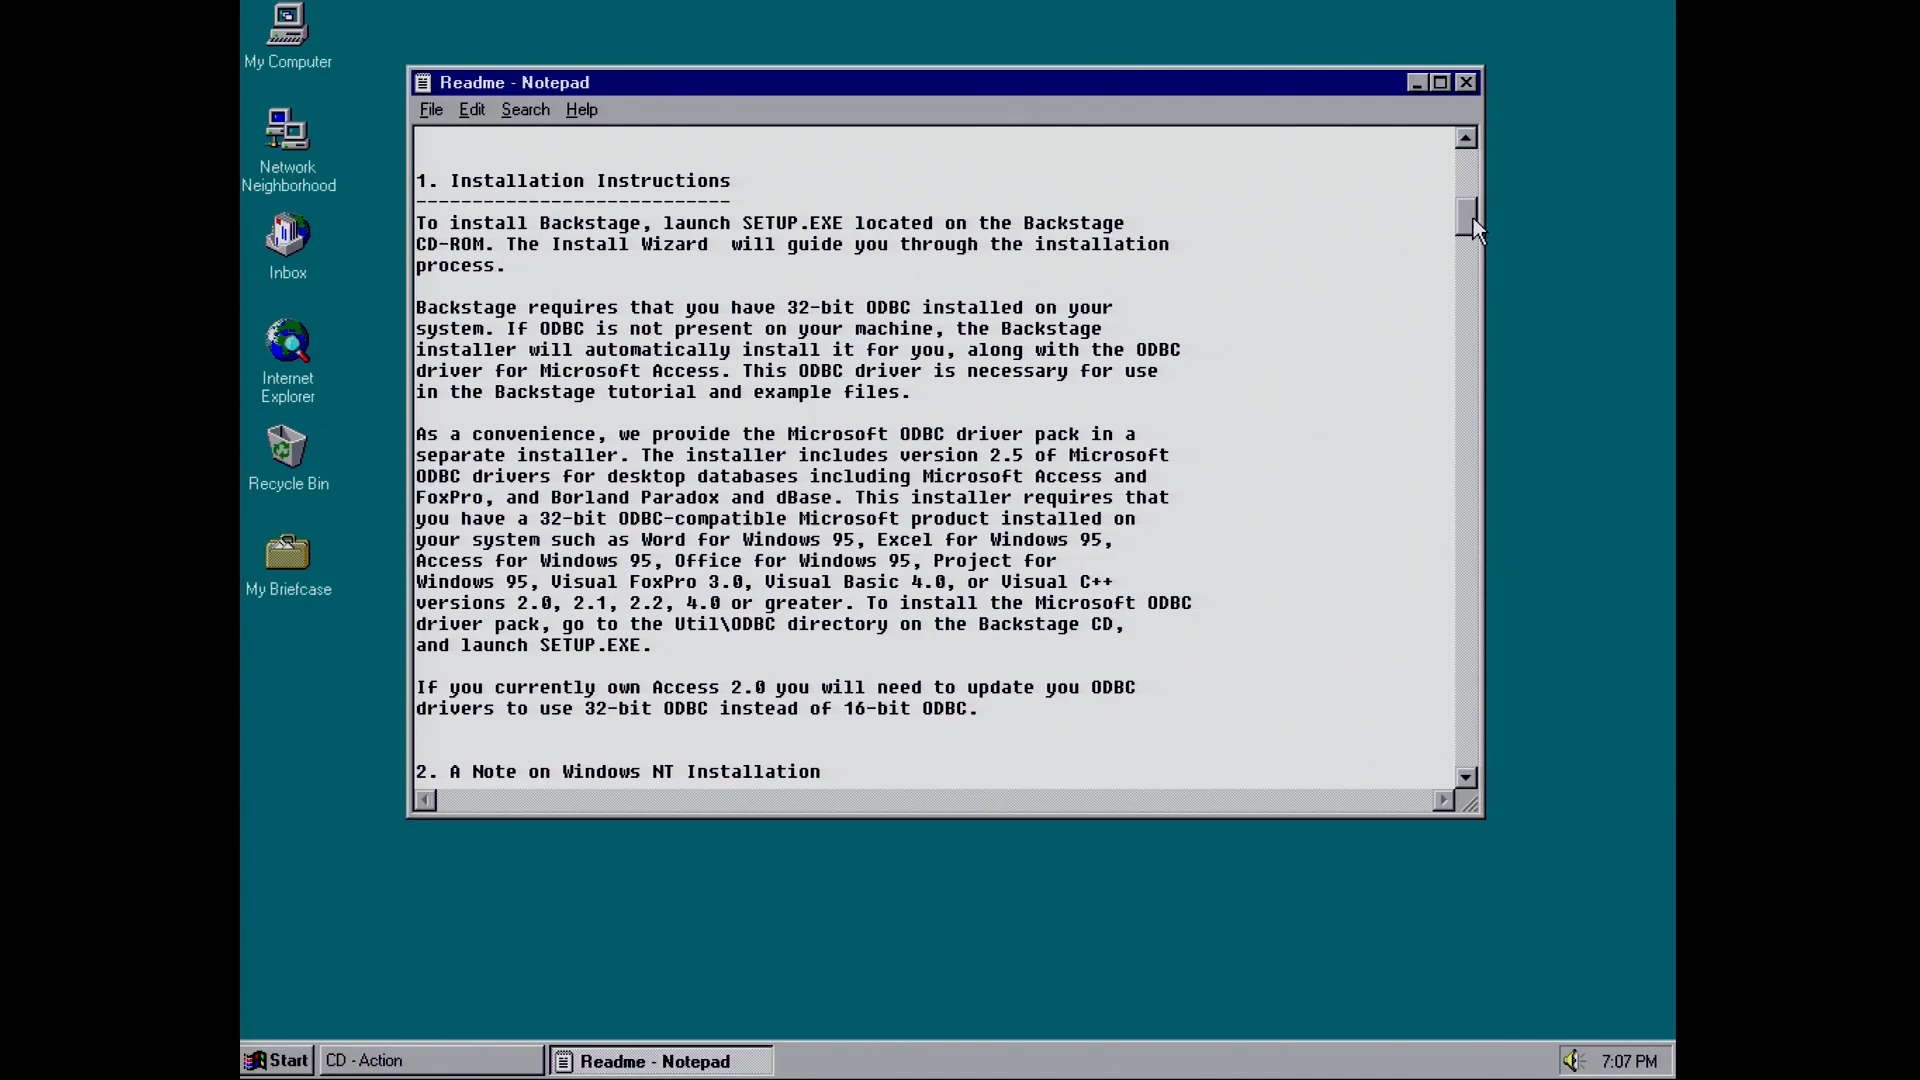 My Computer
Network
Neighborhood
Inbox
Internet
Explorer
Recycle Bin
My Briefcase
Readme - Notepad
File Edit Search Help
1. Installation Instructions
----------------------------
To install Backstage, launch SETUP.EXE located on the Backstage
CD-ROM. The Install Wizard  will guide you through the installation
process.
Backstage requires that you have 32-bit ODBC installed on your
system. If ODBC is not present on your machine, the Backstage
installer will automatically install it for you, along with the ODBC
driver for Microsoft Access. This ODBC driver is necessary for use
in the Backstage tutorial and example files.
As a convenience, we provide the Microsoft ODBC driver pack in a
separate installer. The installer includes version 2.5 of Microsoft
ODBC drivers for desktop databases including Microsoft Access and
FoxPro, and Borland Paradox and dBase. This installer requires that
you have a 32-bit ODBC-compatible Microsoft product installed on
your system such as Word for Windows 95, Excel for Windows 95,
Access for Windows 95, Office for Windows 95, Project for
Windows 95, Visual FoxPro 3.0, Visual Basic 4.0, or Visual C++
versions 2.0, 2.1, 2.2, 4.0 or greater. To install the Microsoft ODBC
driver pack, go to the Util\ODBC directory on the Backstage CD,
and launch SETUP.EXE.
If you currently own Access 2.0 you will need to update you ODBC
drivers to use 32-bit ODBC instead of 16-bit ODBC.
2. A Note on Windows NT Installation
Start CD - Action Readme - Notepad 7:07 PM